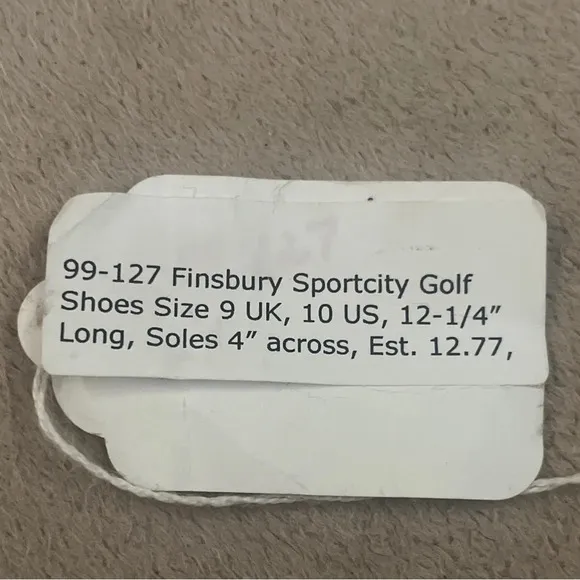 99-127 Finsbury Sportcity Golf
Shoes Size 9 UK, 10 US, 12-1/4”
Long, Soles 4” across, Est. 12.77,